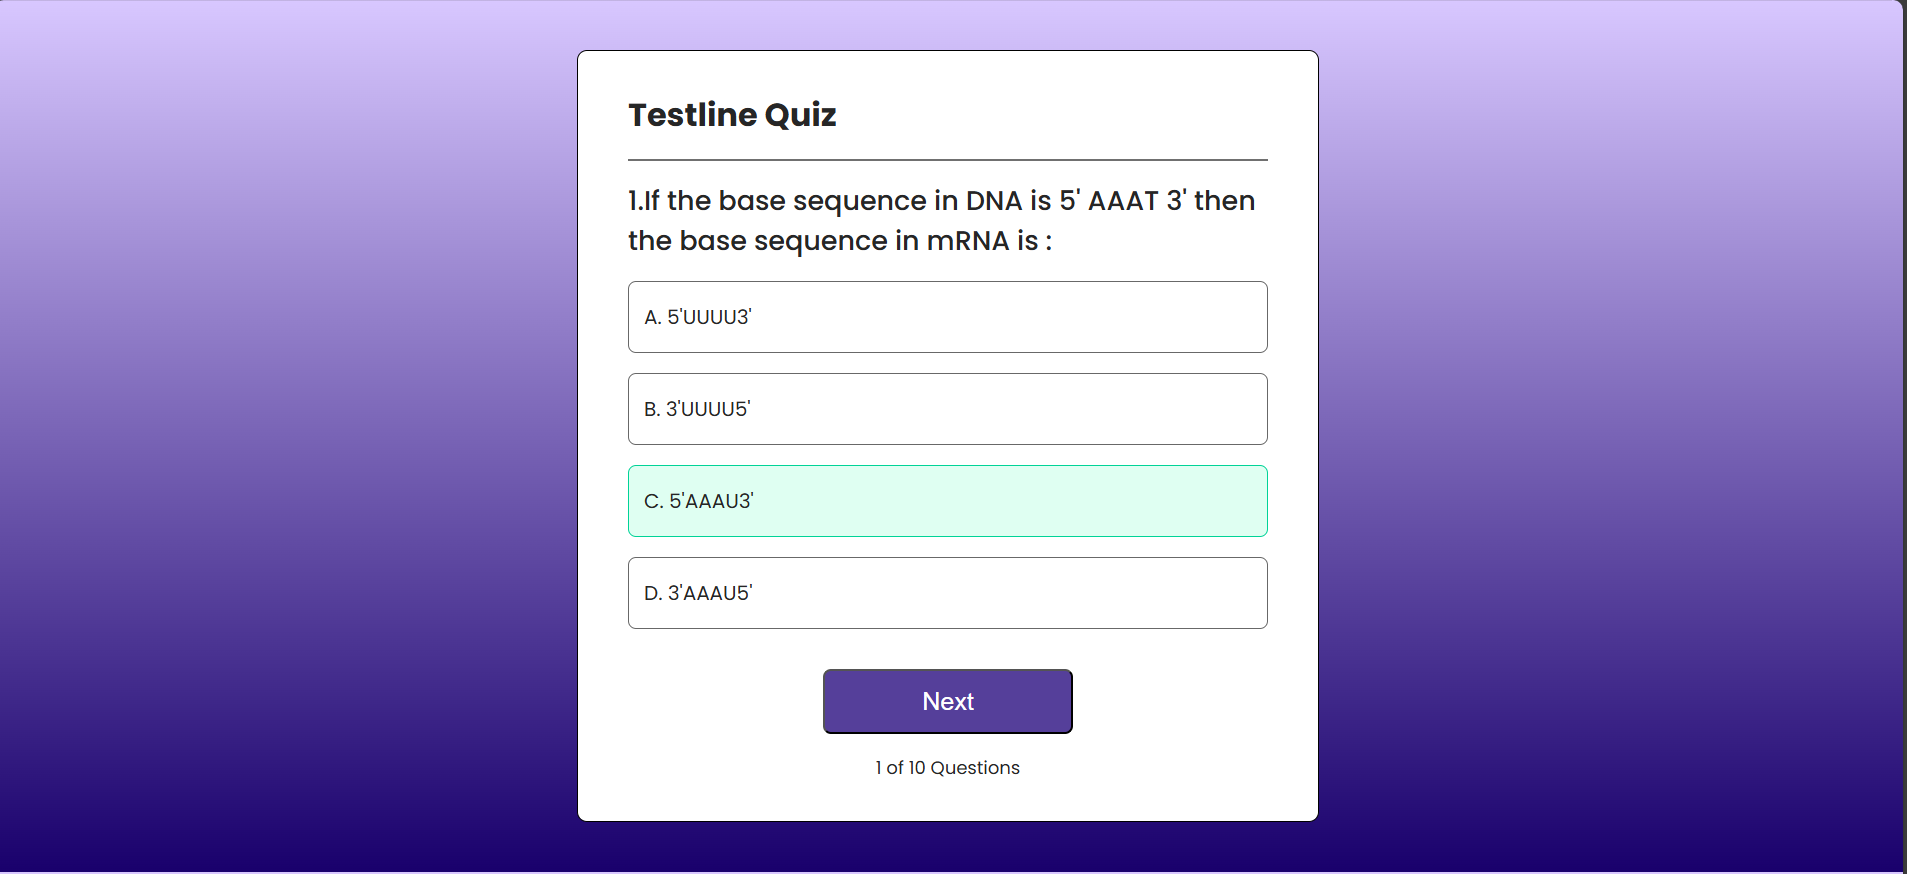 Testline Quiz
1.If the base sequence in DNA is 5' AAAT 3' then
the base sequence in mRNA is :
A. 5'UUUU3'
B. 3'UUUU5'
C. 5'AAAU3'
D. 3'AAAU5'
Next
1 of 10 Questions